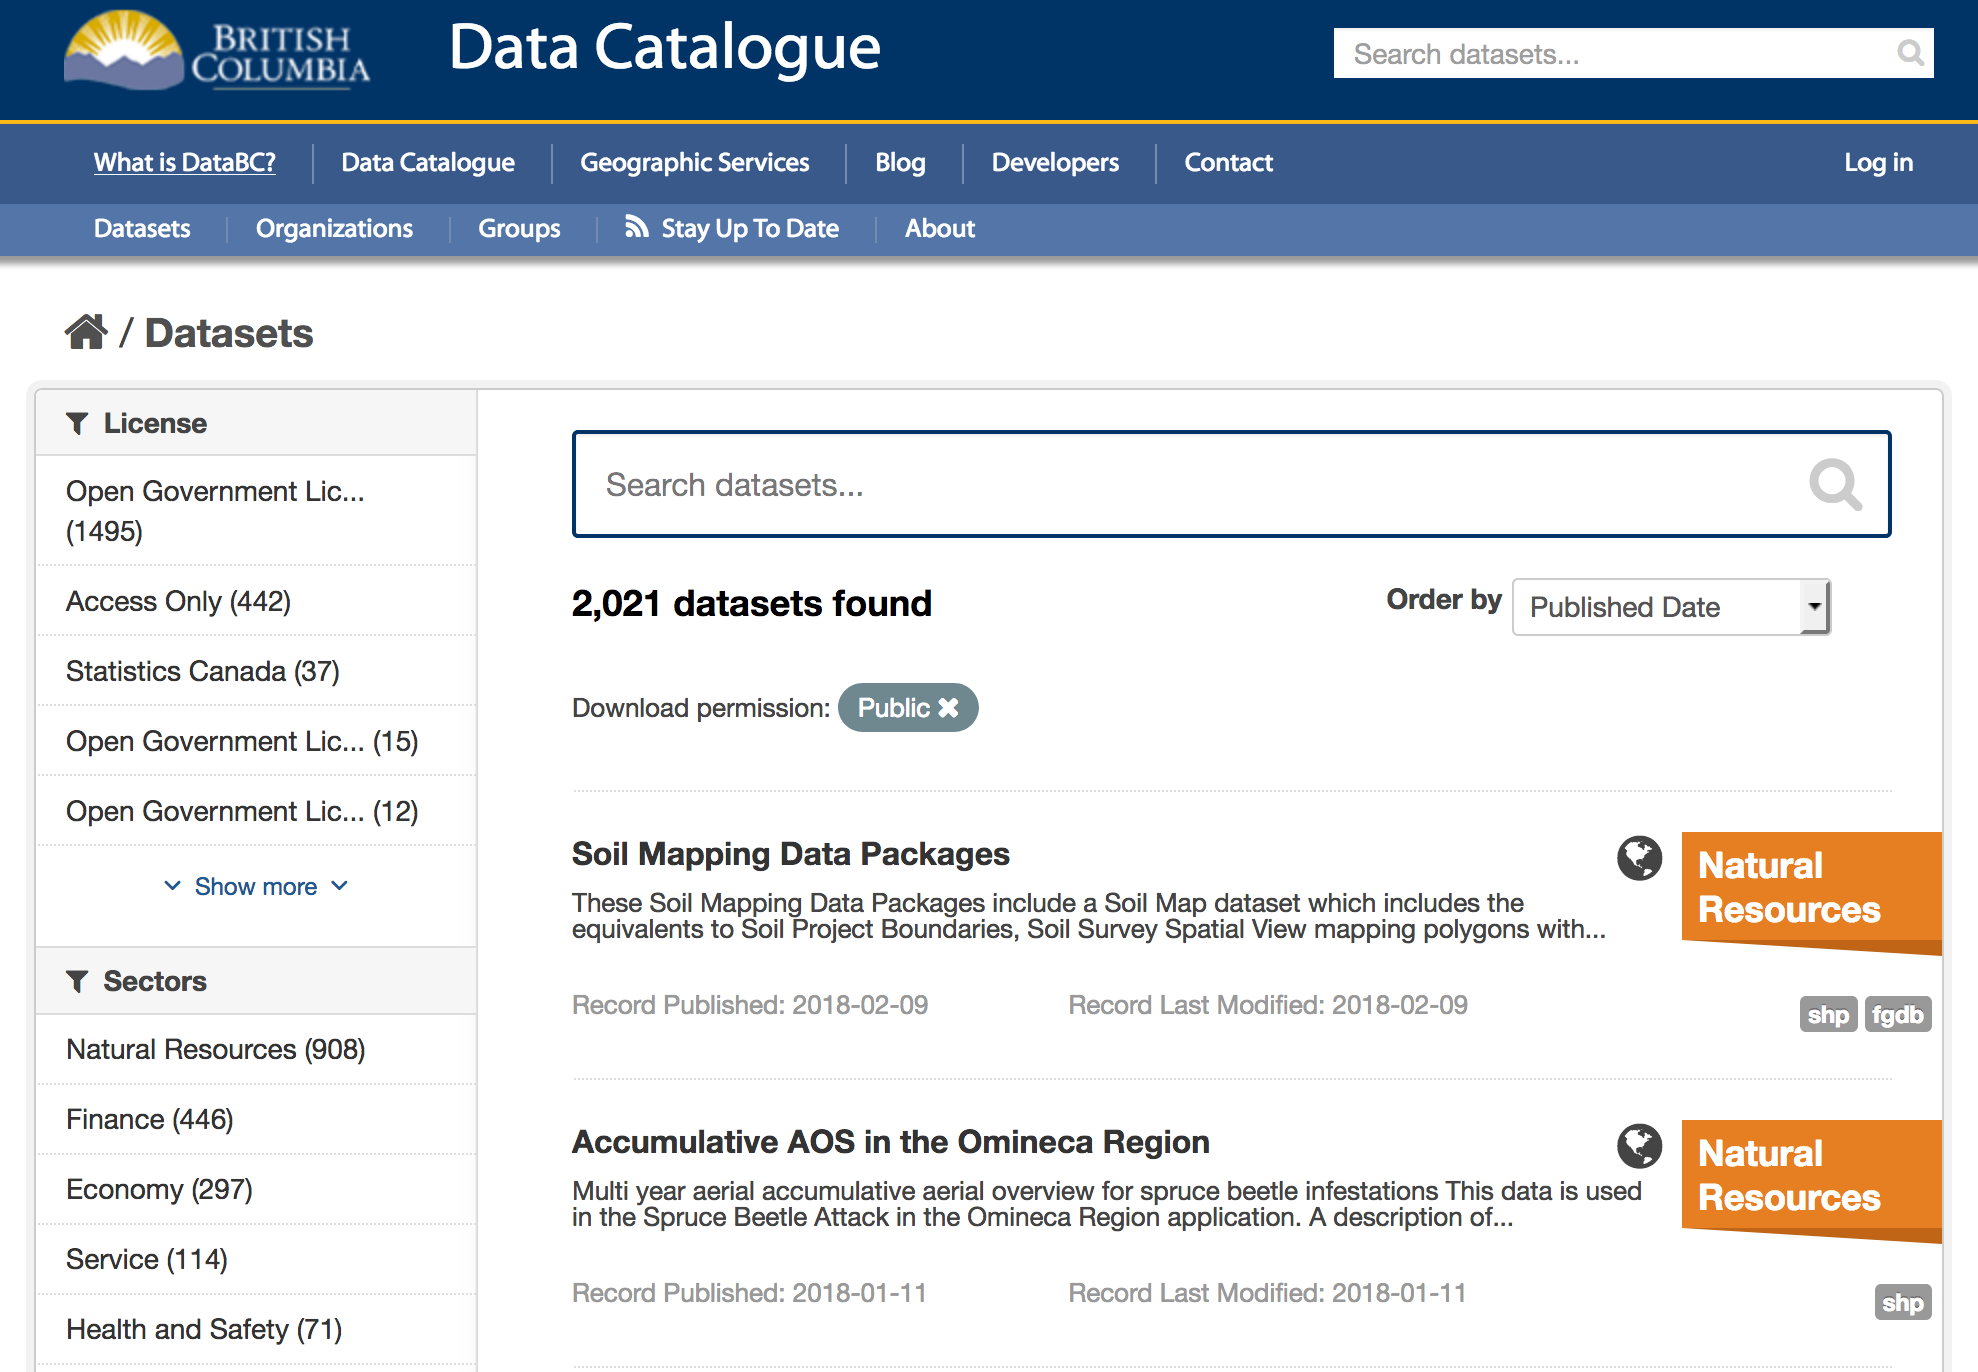 BRITISH
COLUMBIA
Data Catalogue
Search datasets...
What is DataBC?
Data Catalogue
Geographic Services
Blog
Developers
Contact
Log in
Datasets
Organizations
Groups
Stay Up To Date
About
/ Datasets
License
Open Government Lic...
(1495)
Access Only (442)
Statistics Canada (37)
Open Government Lic... (15)
Open Government Lic... (12)
Show more
Sectors
Natural Resources (908)
Finance (446)
Economy (297)
Service (114)
Health and Safety (71)
Search datasets...
2,021 datasets found
Order by
Published Date
Download permission: Public
Soil Mapping Data Packages
These Soil Mapping Data Packages include a Soil Map dataset which includes the
equivalents to Soil Project Boundaries, Soil Survey Spatial View mapping polygons with...
Natural
Resources
Record Published: 2018-02-09
Record Last Modified: 2018-02-09
shp fgdb
Accumulative AOS in the Omineca Region
Multi year aerial accumulative aerial overview for spruce beetle infestations This data is used
in the Spruce Beetle Attack in the Omineca Region application. A description of...
Natural
Resources
Record Published: 2018-01-11
Record Last Modified: 2018-01-11
shp